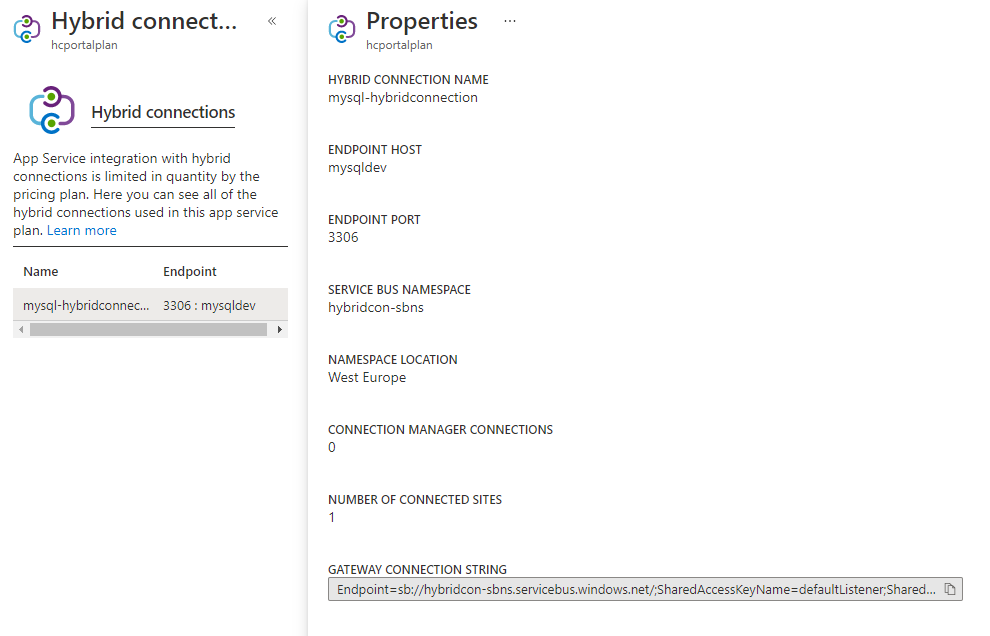 Hybrid connect...
«
hcportalplan
Hybrid connections
App Service integration with hybrid
connections is limited in quantity by the
pricing plan. Here you can see all of the
hybrid connections used in this app service
plan. Learn more
Name Endpoint
mysql-hybridconnec... 3306 : mysqldev
Properties ...
hcportalplan
HYBRID CONNECTION NAME
mysql-hybridconnection
ENDPOINT HOST
mysqldev
ENDPOINT PORT
3306
SERVICE BUS NAMESPACE
hybridcon-sbns
NAMESPACE LOCATION
West Europe
CONNECTION MANAGER CONNECTIONS
0
NUMBER OF CONNECTED SITES
1
GATEWAY CONNECTION STRING
Endpoint=sb://hybridcon-sbns.servicebus.windows.net/;SharedAccessKeyName=defaultListener;Shared...